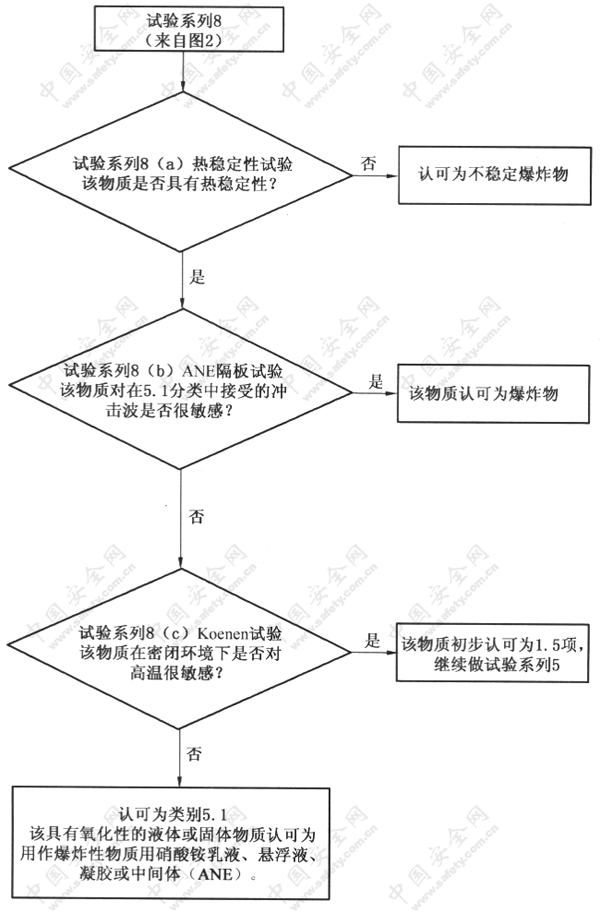 试验系列8
（来自图2）
试验系列8（a）热稳定性试验
该物质是否具有热稳定性？
否
认可为不稳定爆炸物
是
试验系列8（b）ANE隔板试验
该物质对在5.1分类中接受的冲
击波是否很敏感？
是
该物质认可为爆炸物
否
试验系列8（c）Koenen试验
该物质在密闭环境下是否对
高温很敏感？
是
该物质初步认可为1.5项，
继续做试验系列5
否
认可为类别5.1
该具有氧化性的液体或固体物质认可为
用作爆炸性物质用硝酸铵乳液、悬浮液、
凝胶或中间体（ANE）。
中国安全网
www.safety.com.cn